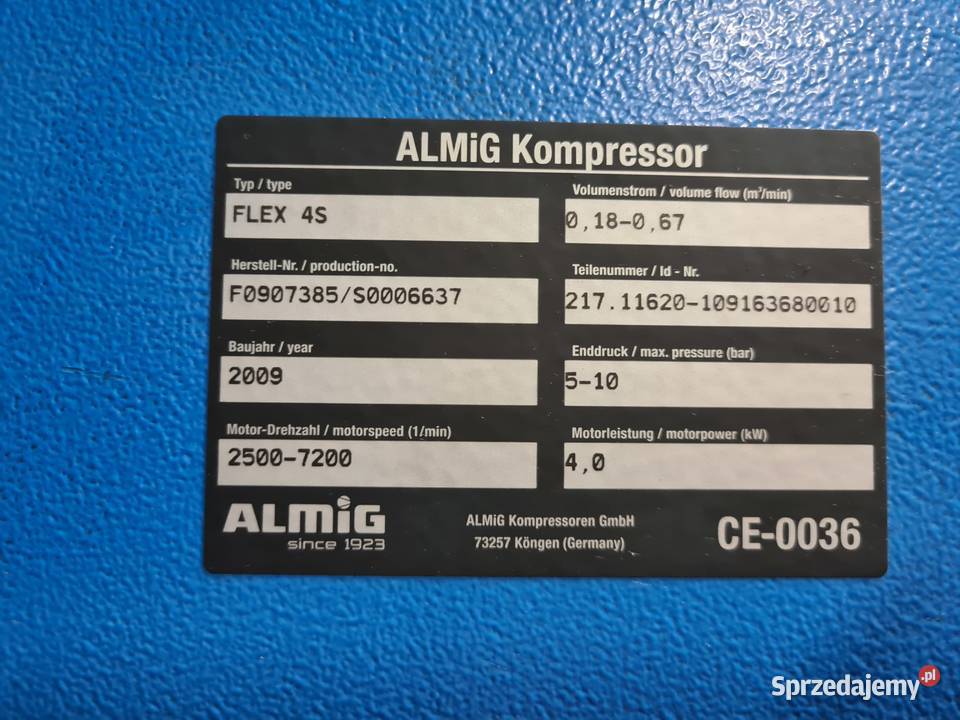 ALMiG Kompressor
Typ / type
FLEX 4S
Volumenstrom / volume flow (m³/min)
0,18-0,67
Herstell-Nr. / production-no.
F0907385/S0006637
Teilenummer / Id - Nr.
217.11620-109163680010
Baujahr / year
2009
Enddruck / max. pressure (bar)
5-10
Motor-Drehzahl / motorspeed (1/min)
2500-7200
Motorleistung / motorpower (kW)
4,0
ALMiG
since 1923
ALMiG Kompressoren GmbH
73257 Köngen (Germany)
CE-0036
Sprzedajemy.pl